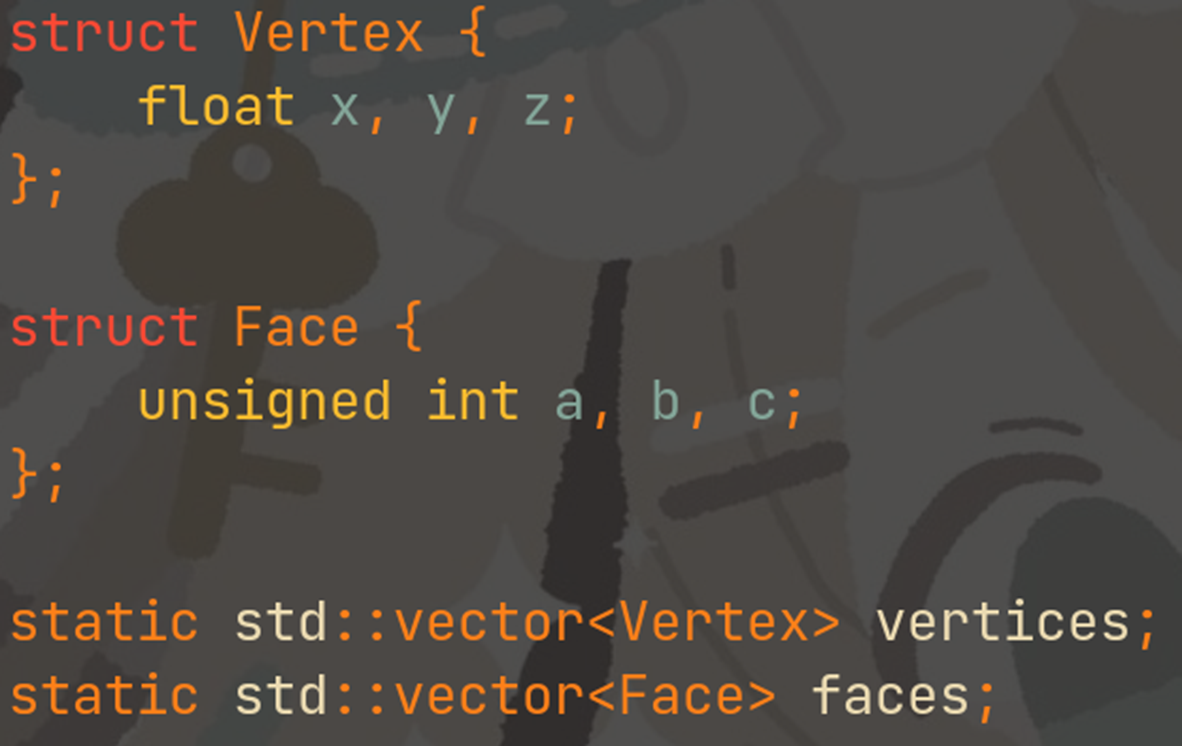 struct Vertex {
    float x, y, z;
};
struct Face {
    unsigned int a, b, c;
};
static std::vector<Vertex> vertices;
static std::vector<Face> faces;